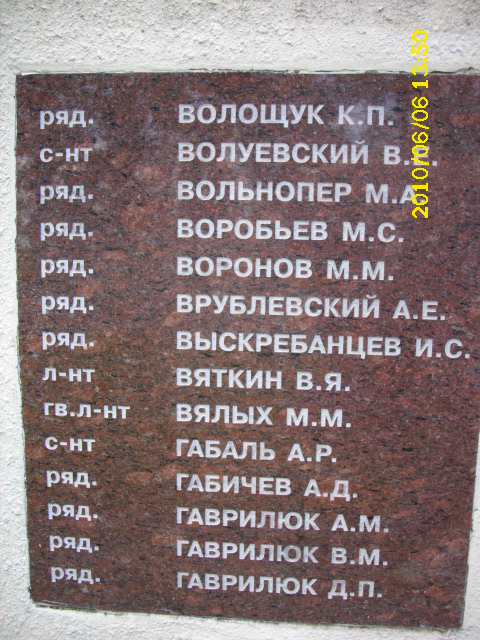 ряд. ВОЛОЩУК К.П.
с-нт ВОЛУЕВСКИЙ
ряд. ВОЛЬНОПЕР М.А.
ряд. ВОРОБЬЕВ М.С.
ряд. ВОРОНОВ М.М.
ряд. ВРУБЛЕВСКИЙ А.Е.
ряд. ВЫСКРЕБАНЦЕВ И.С.
л-нт ВЯТКИН В.Я.
гв.л-нт ВЯЛЫХ М.М.
с-нт ГАБАЛЬ А.Р.
ряд. ГАБИЧЕВ А.Д.
ряд. ГАВРИЛЮК А.М.
ряд. ГАВРИЛЮК В.М.
ряд. ГАВРИЛЮК Д.П.
2010/06/06 13:50